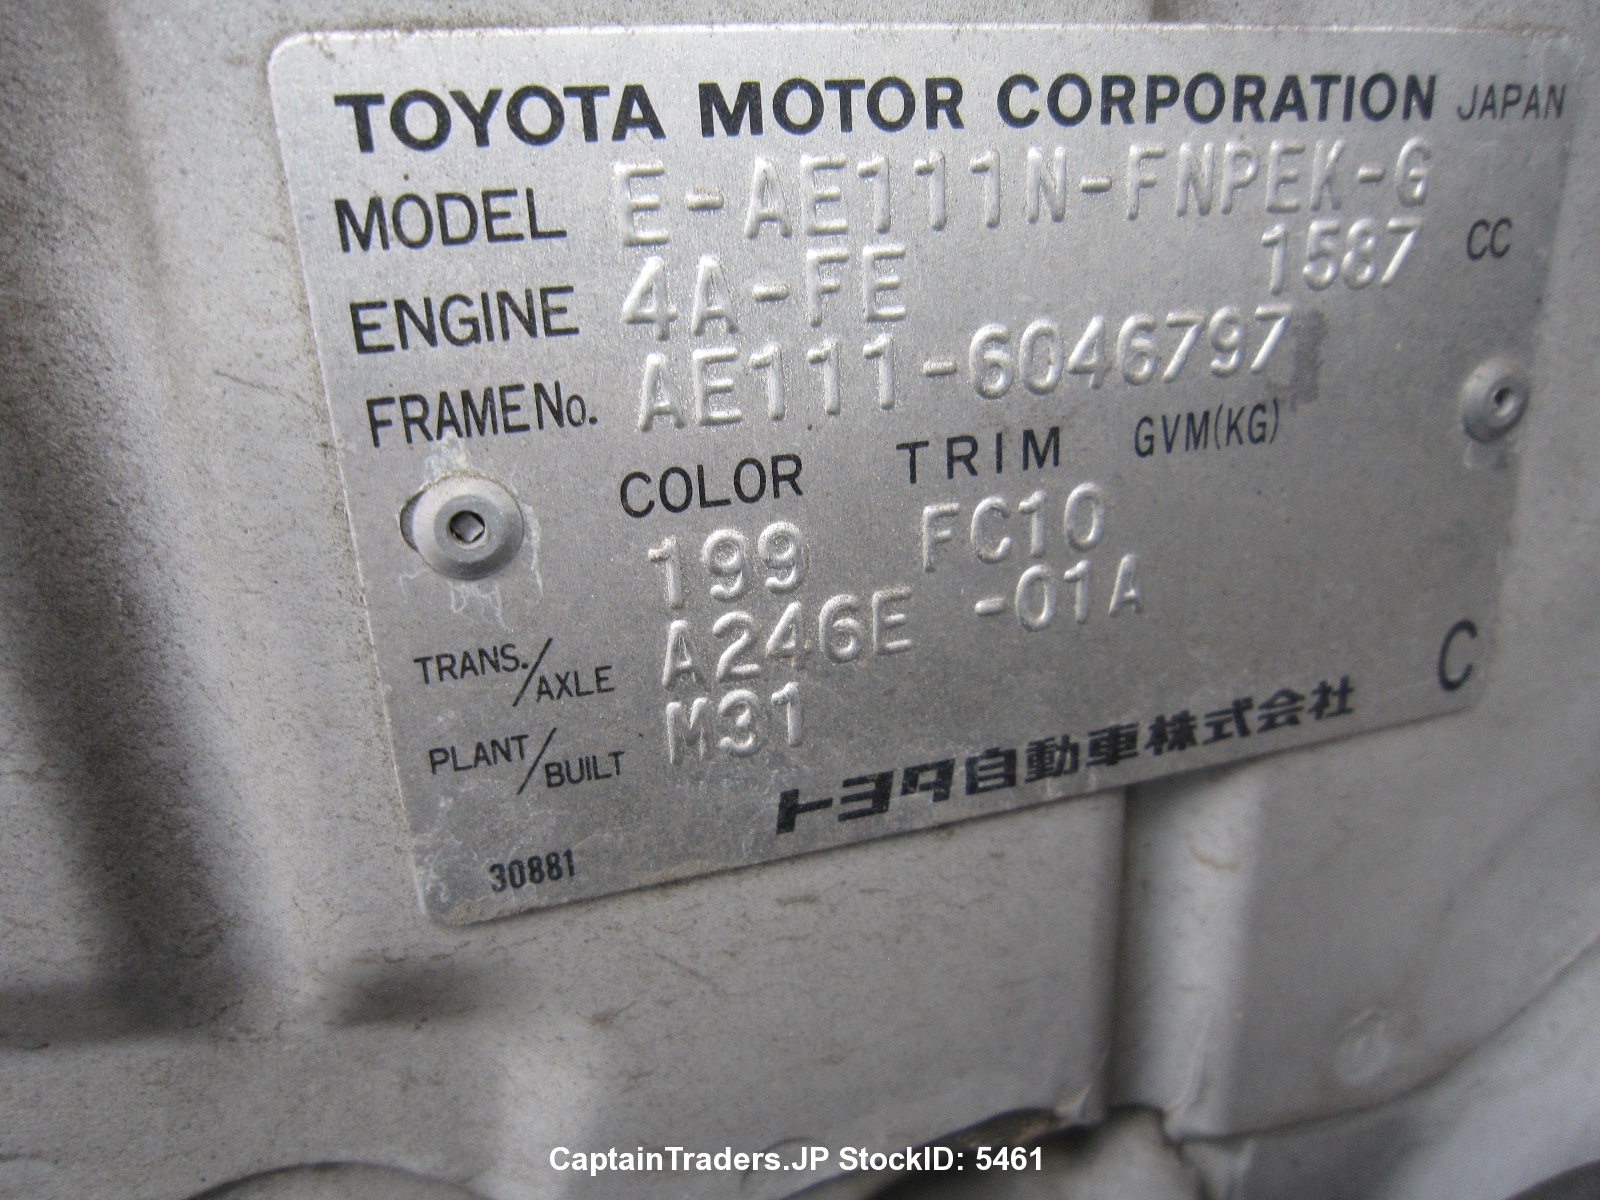 TOYOTA MOTOR CORPORATION JAPAN
MODEL E-AE111N-FNPEK-G
ENGINE 4A-FE 1587 CC
FRAME No. AE111-6046797
COLOR TRIM GVM(KG)
199 FC10
TRANS./AXLE A246E -01A
PLANT/BUILT M31
C
トヨタ自動車株式会社
30881
CaptainTraders.JP StockID: 5461